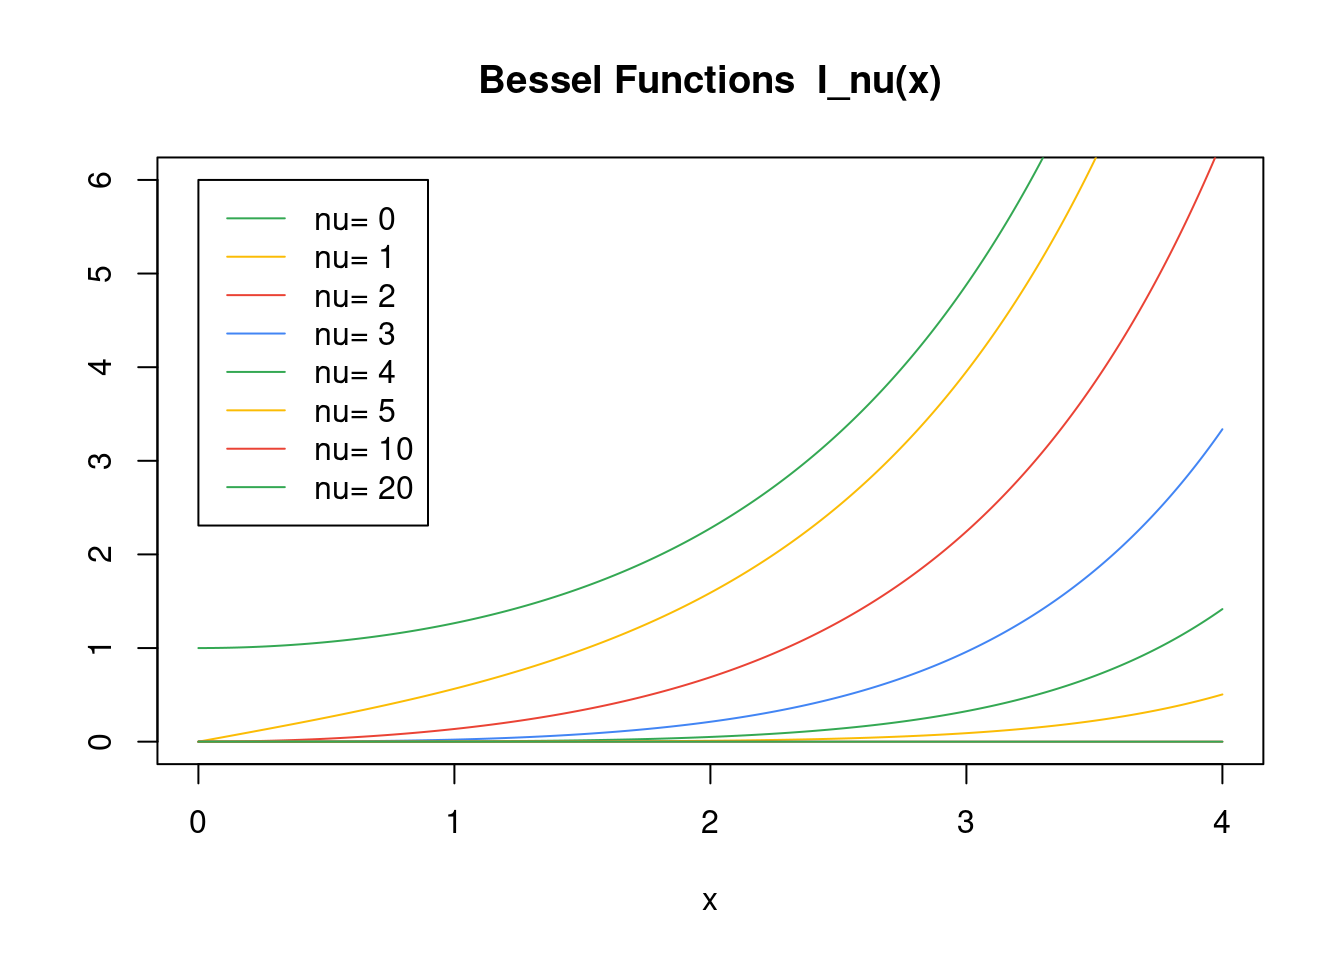 Bessel Functions  I_nu(x)
6
5
4
3
2
1
0
nu= 0
nu= 1
nu= 2
nu= 3
nu= 4
nu= 5
nu= 10
nu= 20
0 1 2 3 4
x